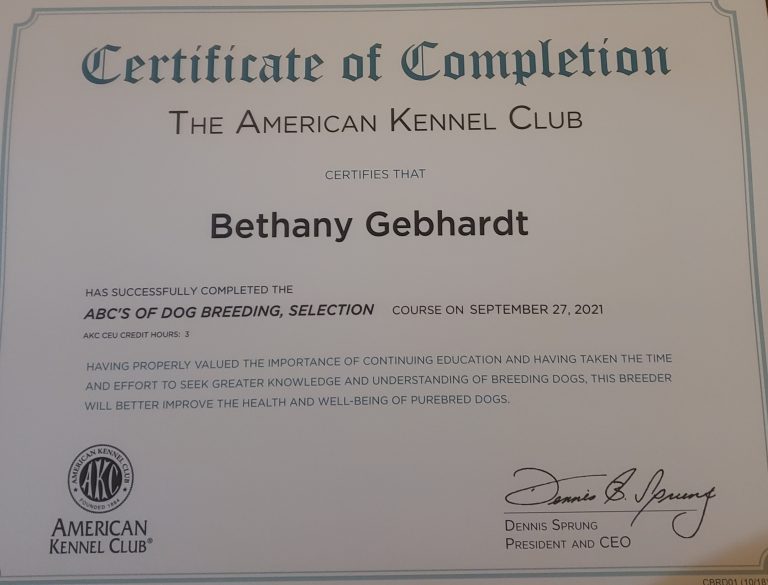 Certificate of Completion
THE AMERICAN KENNEL CLUB
CERTIFIES THAT
Bethany Gebhardt
HAS SUCCESSFULLY COMPLETED THE
ABC'S OF DOG BREEDING, SELECTION COURSE ON SEPTEMBER 27, 2021
AKC CEU CREDIT HOURS: 3
HAVING PROPERLY VALUED THE IMPORTANCE OF CONTINUING EDUCATION AND HAVING TAKEN THE TIME
AND EFFORT TO SEEK GREATER KNOWLEDGE AND UNDERSTANDING OF BREEDING DOGS, THIS BREEDER
WILL BETTER IMPROVE THE HEALTH AND WELL-BEING OF PUREBRED DOGS.
AMERICAN KENNEL CLUB
AKC
FOUNDED 1884
AMERICAN
KENNEL CLUB®
Dennis B. Sprung
DENNIS SPRUNG
PRESIDENT AND CEO
CBRD01 (10/18